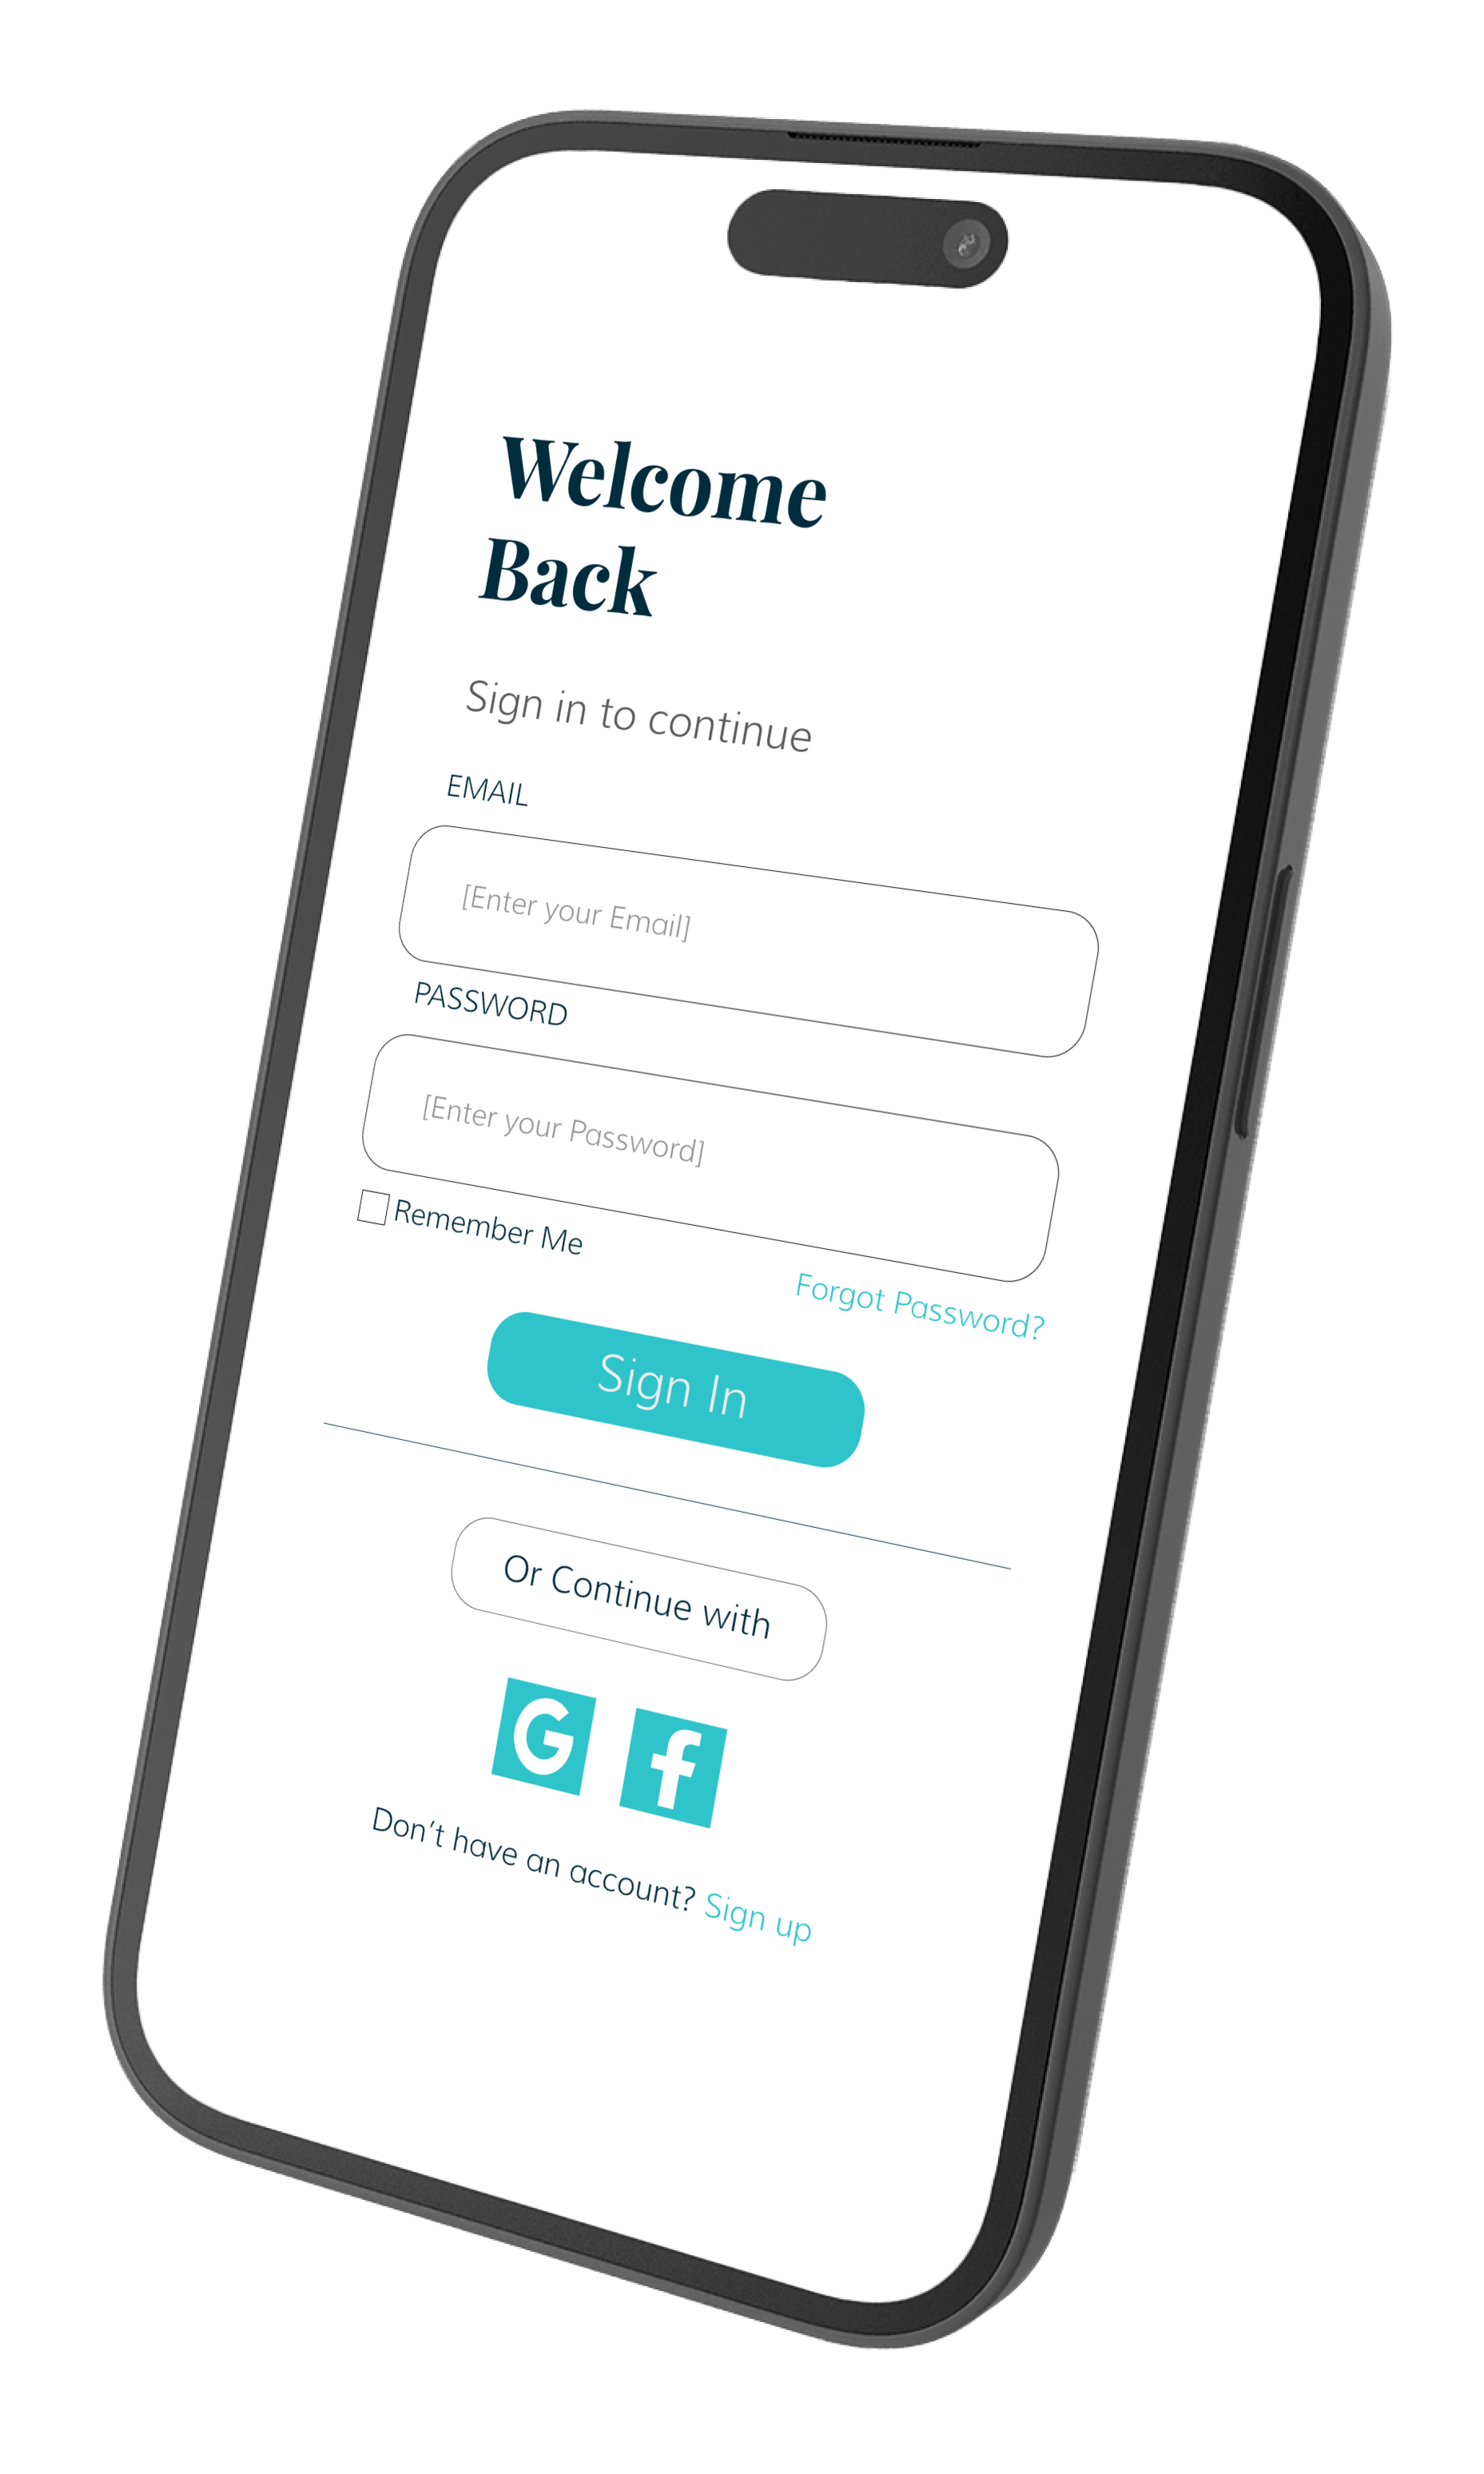 Welcome
Back
Sign in to continue
EMAIL
[Enter your Email]
PASSWORD
[Enter your Password]
Remember Me
Forgot Password?
Sign In
Or Continue with
G f
Don't have an account? Sign up